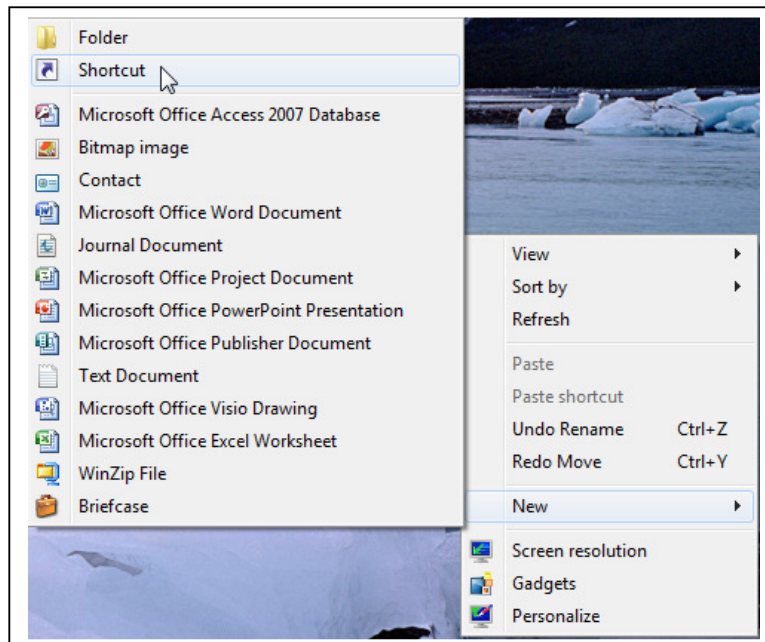 Folder
Shortcut
Microsoft Office Access 2007 Database
Bitmap image
Contact
Microsoft Office Word Document
Journal Document
Microsoft Office Project Document
Microsoft Office PowerPoint Presentation
Microsoft Office Publisher Document
Text Document
Microsoft Office Visio Drawing
Microsoft Office Excel Worksheet
WinZip File
Briefcase
View
Sort by
Refresh
Paste
Paste shortcut
Undo Rename Ctrl+Z
Redo Move Ctrl+Y
New
Screen resolution
Gadgets
Personalize